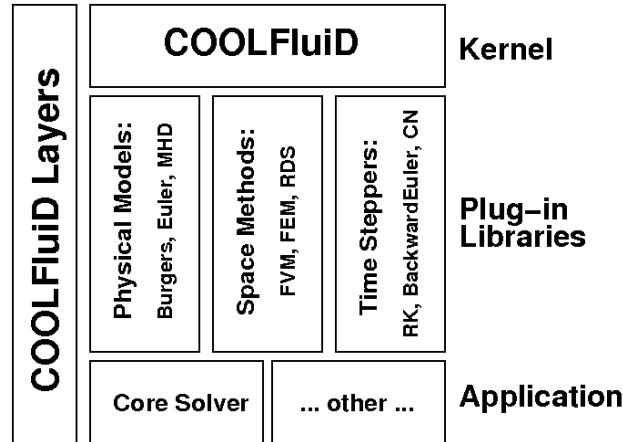 COOLFluiD Layers
COOLFluiD
Kernel
Physical Models:
Burgers, Euler, MHD
Space Methods:
FVM, FEM, RDS
Time Steppers:
RK, BackwardEuler, CN
Plug-in
Libraries
Core Solver
... other ...
Application